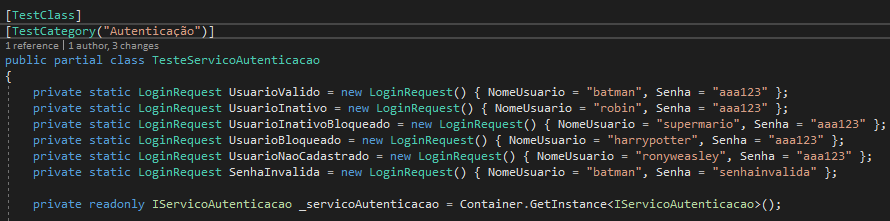 [TestClass]
[TestCategory("Autenticação")]
1 reference | 1 author, 3 changes
public partial class TesteServicoAutenticacao
{
private static LoginRequest UsuarioValido = new LoginRequest() { NomeUsuario = "batman", Senha = "aaa123" };
private static LoginRequest UsuarioInativo = new LoginRequest() { NomeUsuario = "robin", Senha = "aaa123" };
private static LoginRequest UsuarioInativoBloqueado = new LoginRequest() { NomeUsuario = "supermario", Senha = "aaa123" };
private static LoginRequest UsuarioBloqueado = new LoginRequest() { NomeUsuario = "harrypotter", Senha = "aaa123" };
private static LoginRequest UsuarioNaoCadastrado = new LoginRequest() { NomeUsuario = "ronyweasley", Senha = "aaa123" };
private static LoginRequest SenhaInvalida = new LoginRequest() { NomeUsuario = "batman", Senha = "senhainvalida" };
private readonly IServicoAutenticacao _servicoAutenticacao = Container.GetInstance<IServicoAutenticacao>();